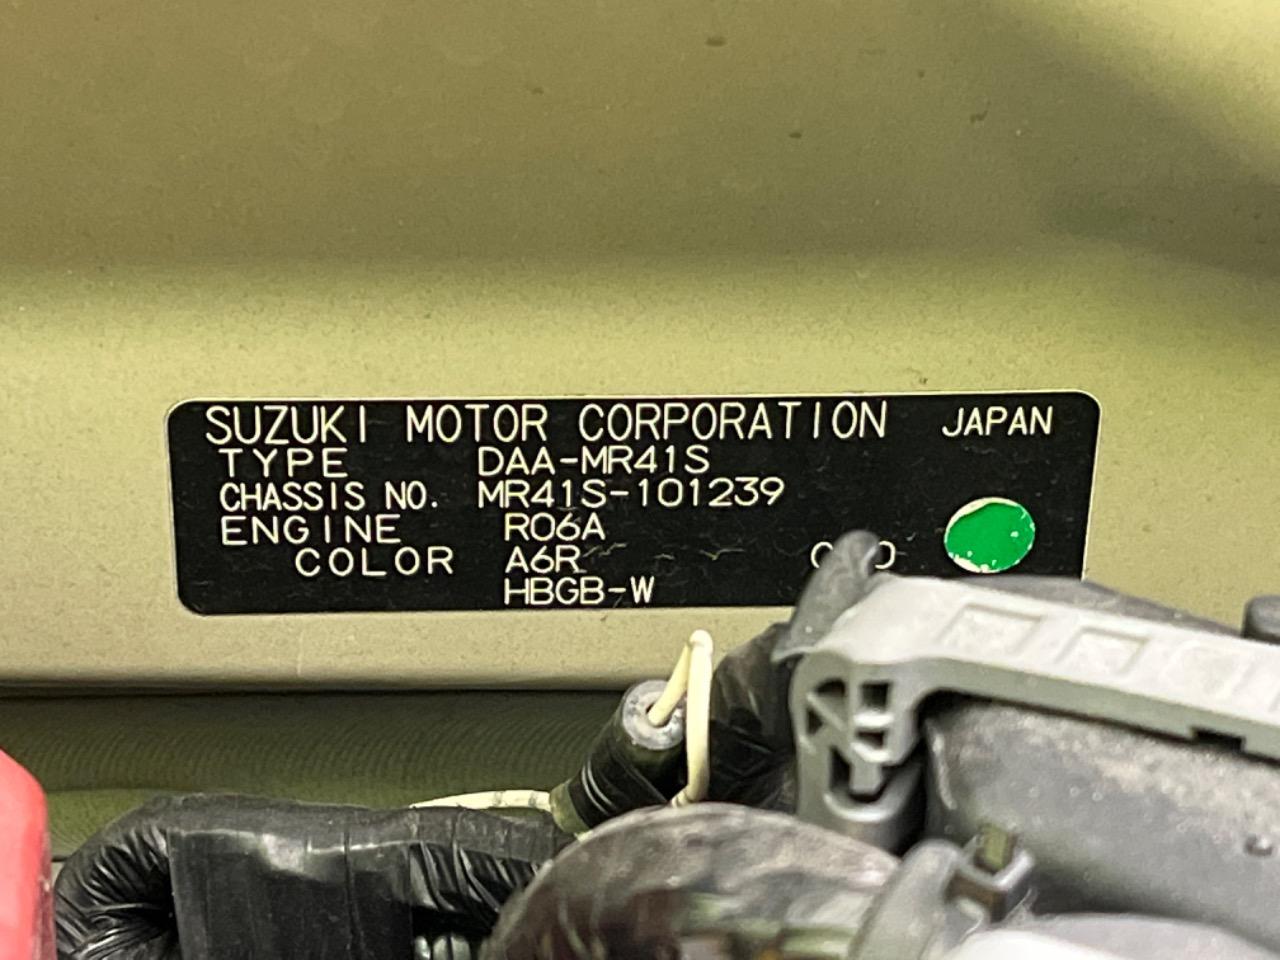 SUZUKI MOTOR CORPORATION JAPAN
TYPE DAA-MR41S
CHASSIS NO. MR41S-101239
ENGINE R06A
COLOR A6R
HBGB-W